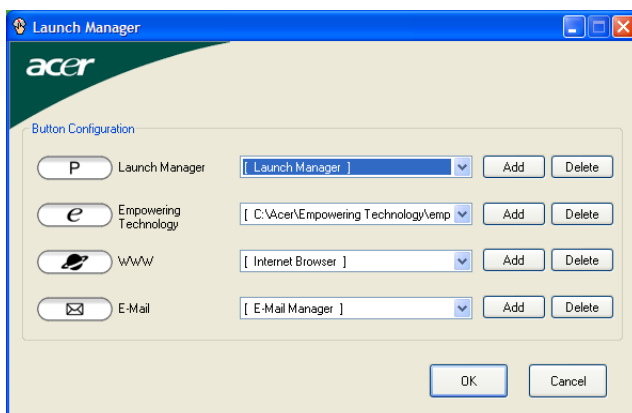 Launch Manager
acer
Button Configuration
P Launch Manager [ Launch Manager ] Add Delete
e Empowering Technology [ C:\Acer\Empowering Technology\emp Add Delete
WWW [ Internet Browser ] Add Delete
E-Mail [ E-Mail Manager ] Add Delete
OK Cancel